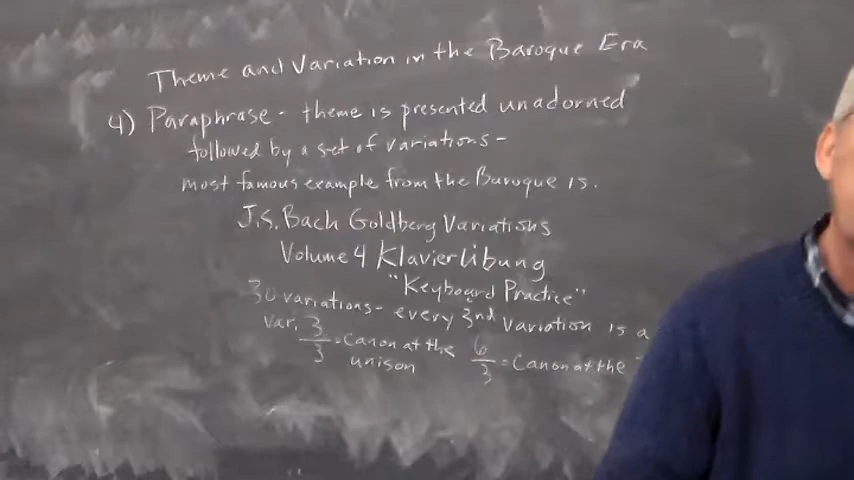 Theme and Variation in the Baroque Era
4) Paraphrase - theme is presented unadorned
followed by a set of variations -
most famous example from the Baroque is.
J.S. Bach Goldberg Variations
Volume 4 Klavierübung
"Keyboard Practice"
30 variations - every 3rd variation is a
var. 3/3 = Canon at the unison
6/3 = Canon at the